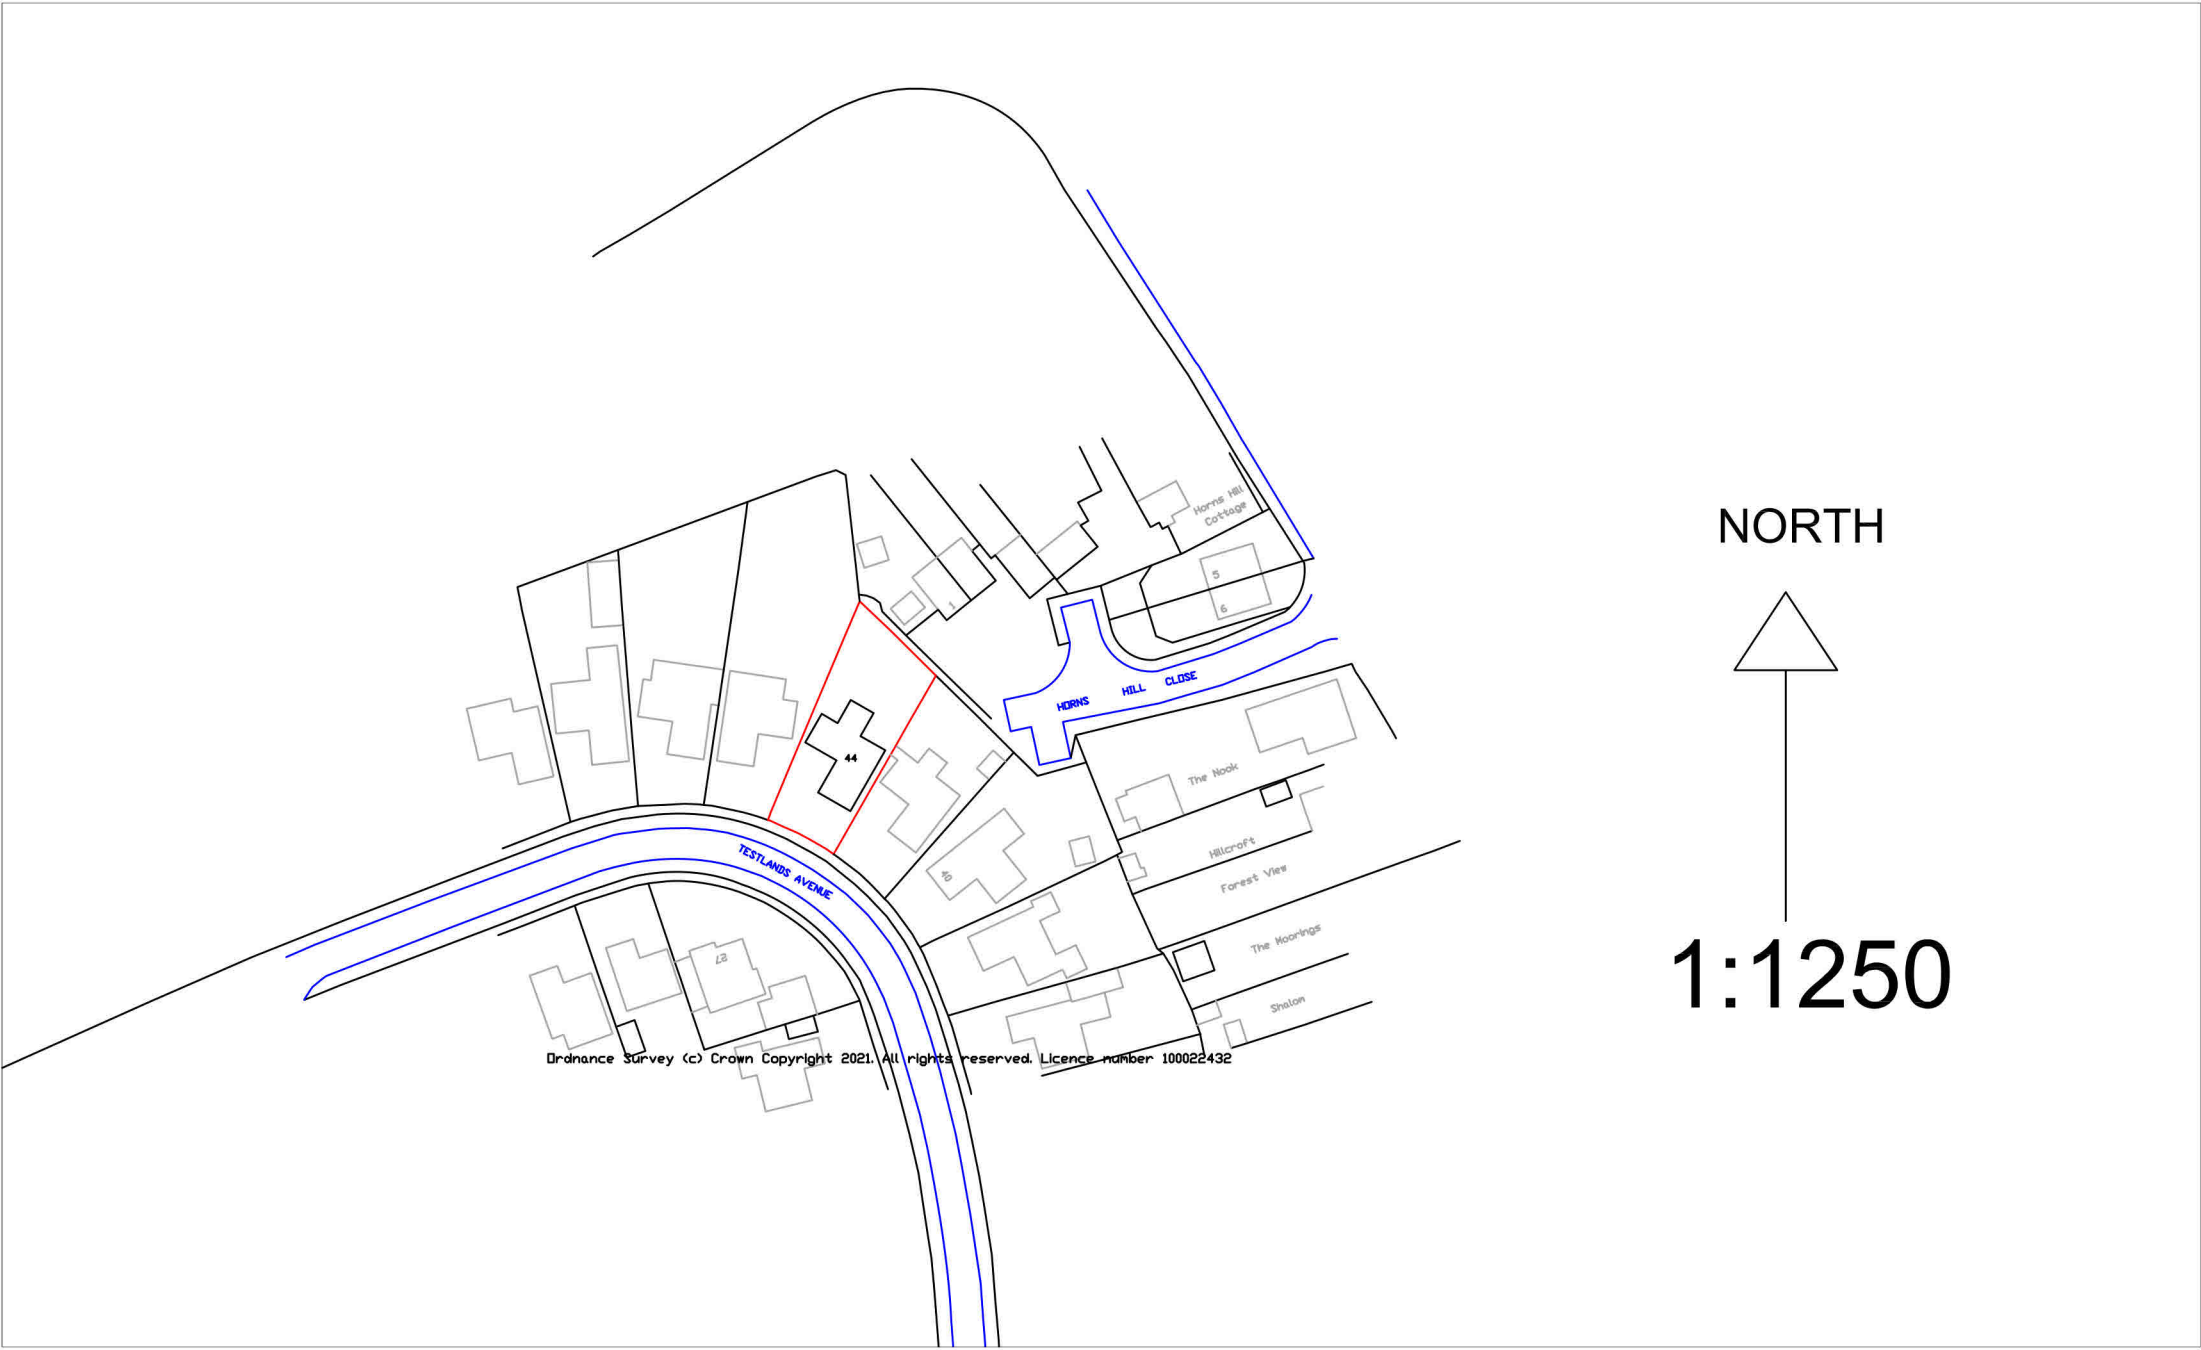 Horns Hill
Cottage
NORTH
5
6
1
HORNS HILL CLOSE
44
The Nook
TESTLANDS AVENUE
Hillcroft
40
Forest View
The Moorings
27
1:1250
Shalom
Ordnance Survey (c) Crown Copyright 2021. All rights reserved. Licence number 100022432